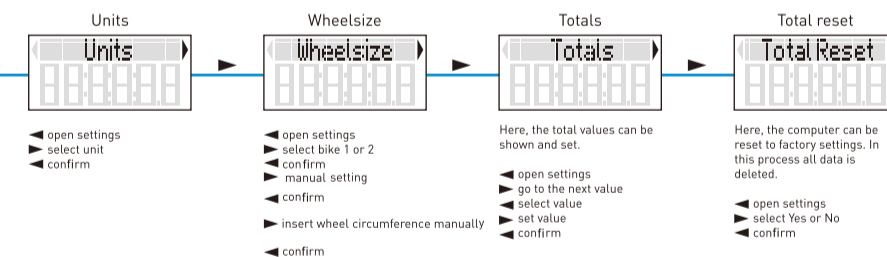 Units
Units
◄ open settings
► select unit
◄ confirm
Wheelsize
Wheelsize
◄ open settings
► select bike 1 or 2
◄ confirm
► manual setting
◄ confirm
► insert wheel circumference manually
◄ confirm
Totals
Totals
Here, the total values can be
shown and set.
◄ open settings
► go to the next value
◄ select value
► set value
◄ confirm
Total reset
Total Reset
Here, the computer can be
reset to factory settings. In
this process all data is
deleted.
◄ open settings
► select Yes or No
◄ confirm